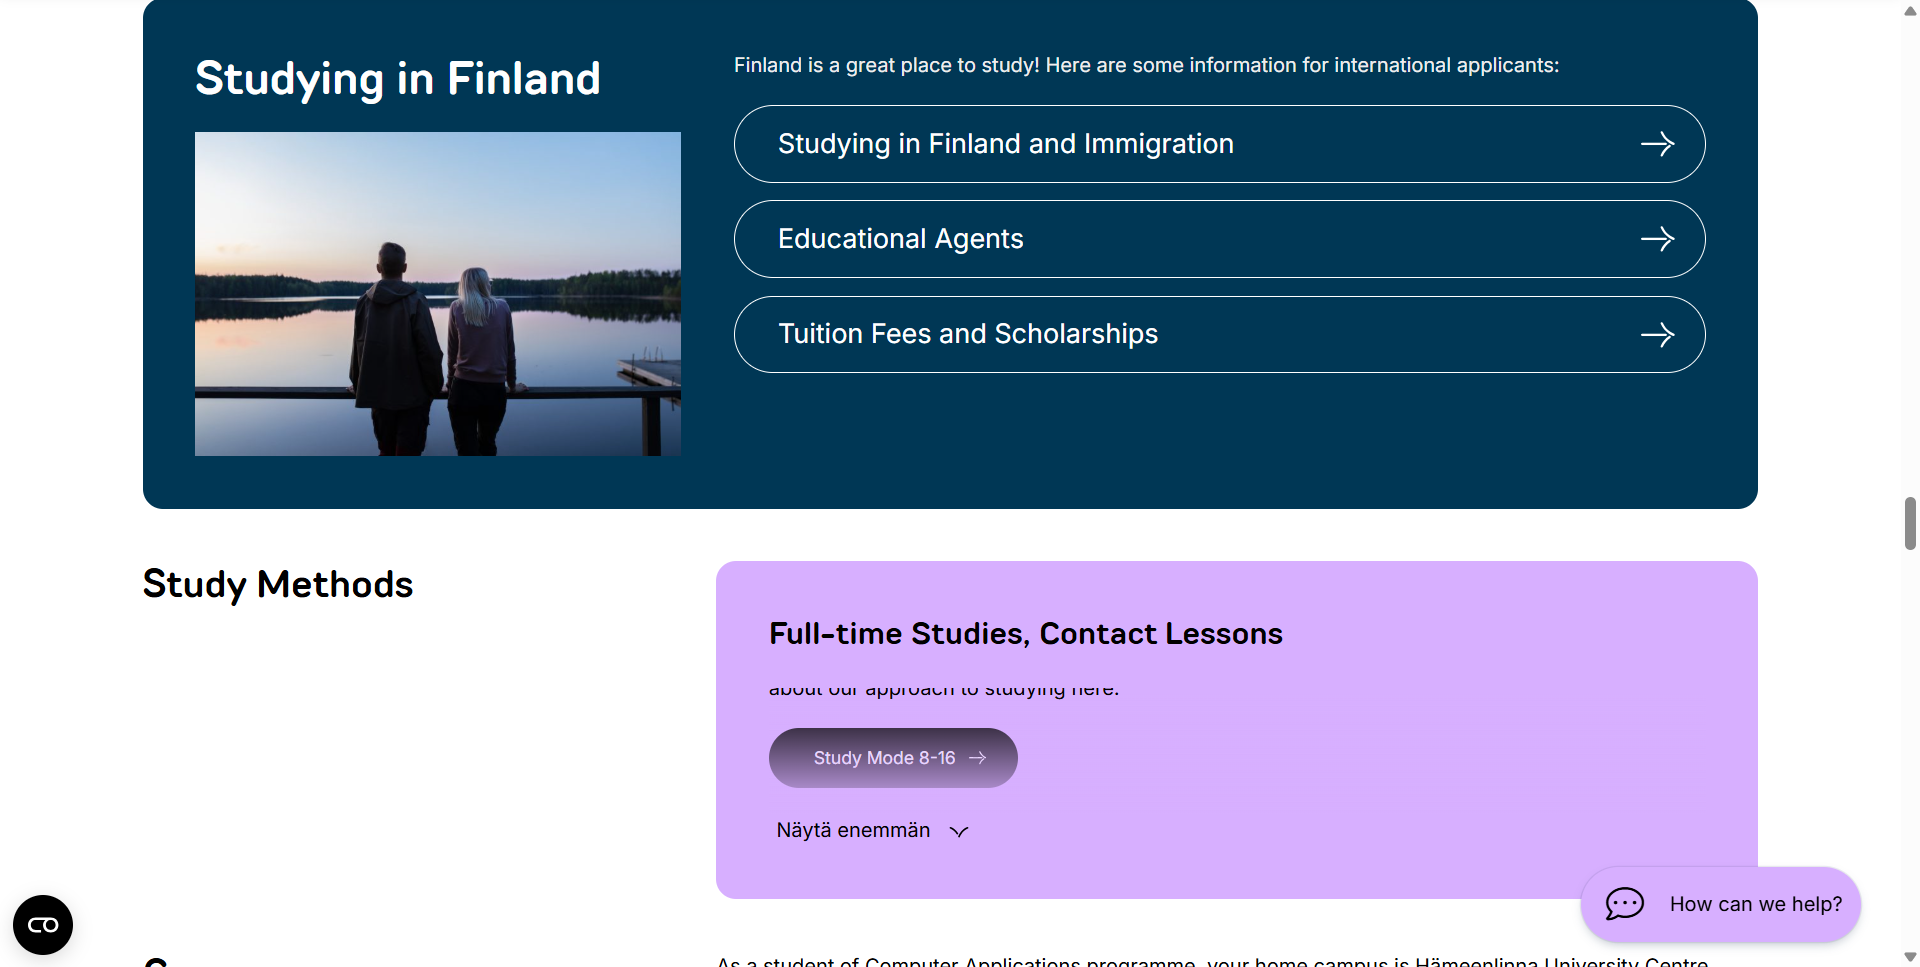 Studying in Finland
Finland is a great place to study! Here are some information for international applicants:
Studying in Finland and Immigration
Educational Agents
Tuition Fees and Scholarships
Study Methods
Full-time Studies, Contact Lessons
about our approach to studying here.
Study Mode 8-16
Näytä enemmän
How can we help?
As a student of Computer Applications programme, your home campus is Hämeenlinna University Centre